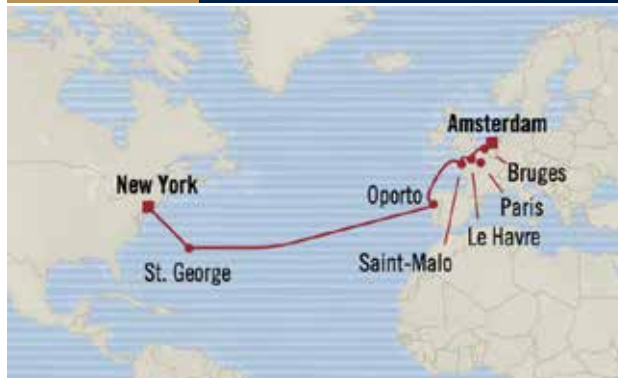 Amsterdam
New York
Bruges
Oporto
Paris
Le Havre
Saint-Malo
St. George